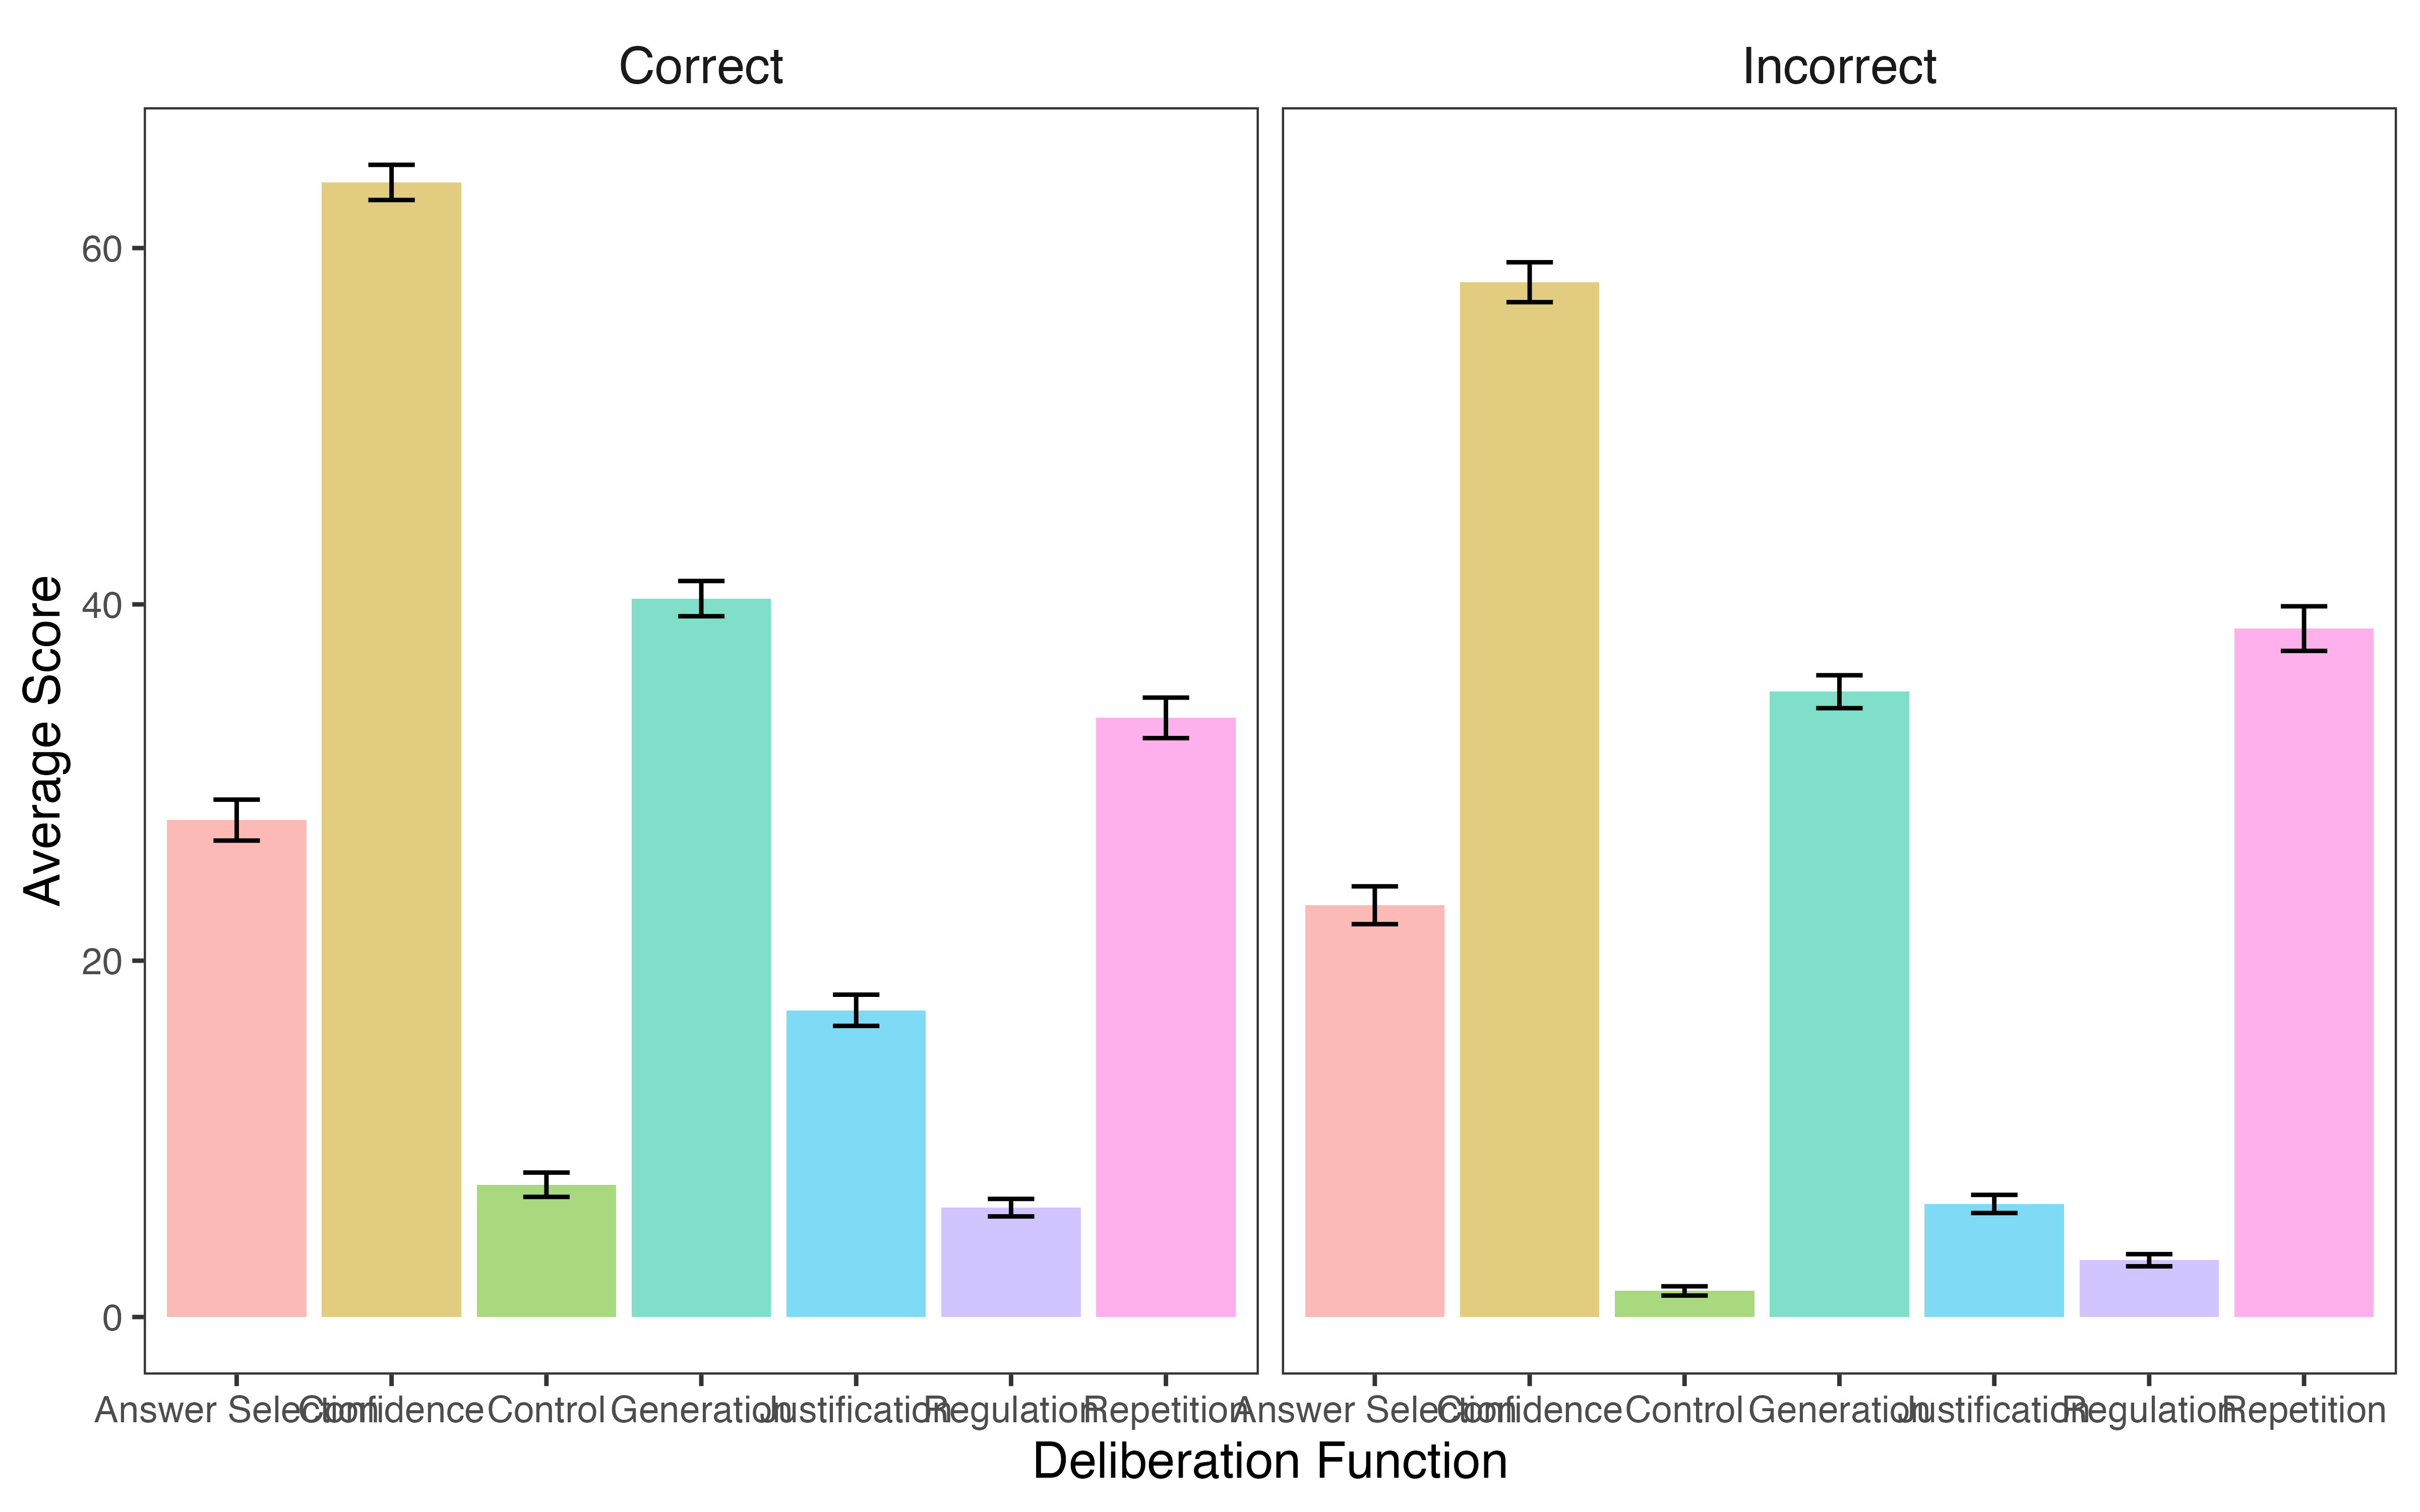 Correct
Incorrect
Average Score
60
40
20
0
Answer Selection Confidence Control Generation Justification Regulation Repetition Answer Selection Confidence Control Generation Justification Regulation Repetition
Deliberation Function